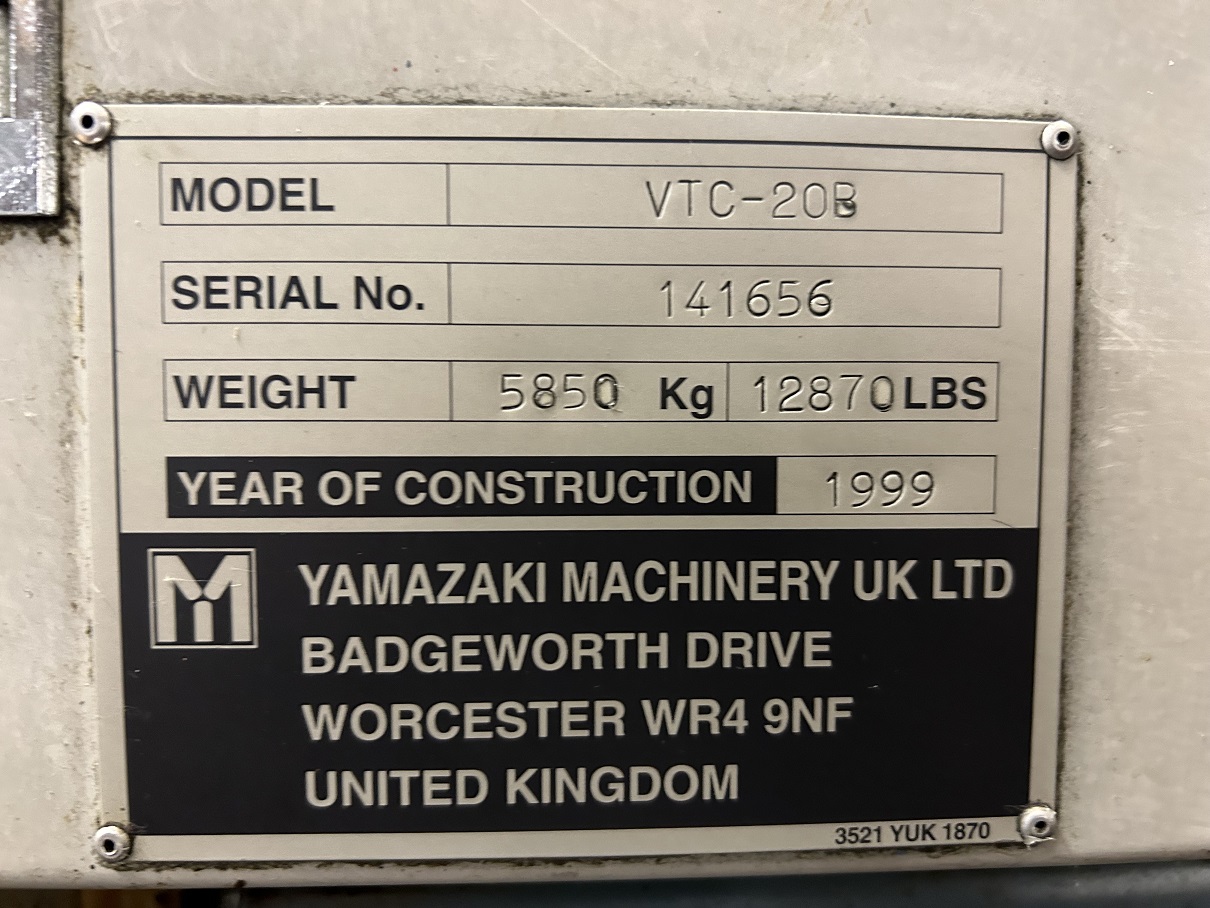 MODEL VTC-20B
SERIAL No. 141656
WEIGHT 5850 Kg 12870 LBS
YEAR OF CONSTRUCTION 1999
YAMAZAKI MACHINERY UK LTD
BADGEWORTH DRIVE
WORCESTER WR4 9NF
UNITED KINGDOM
3521 YUK 1870